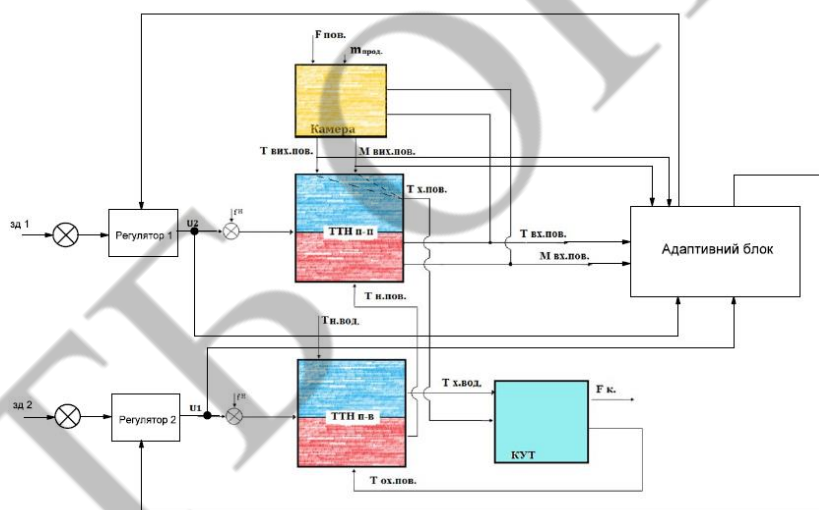 F пов.
m прод.
Камера
T вих.пов.
M вих.пов.
T х.пов.
зд 1
Регулятор 1
U2
f н
ТТН п-п
T вх.пов.
M вх.пов.
Адаптивний блок
T н.пов.
Tн.вод.
зд 2
Регулятор 2
U1
ТТН п-в
T х.вод.
F к.
КУТ
T ох.пов.